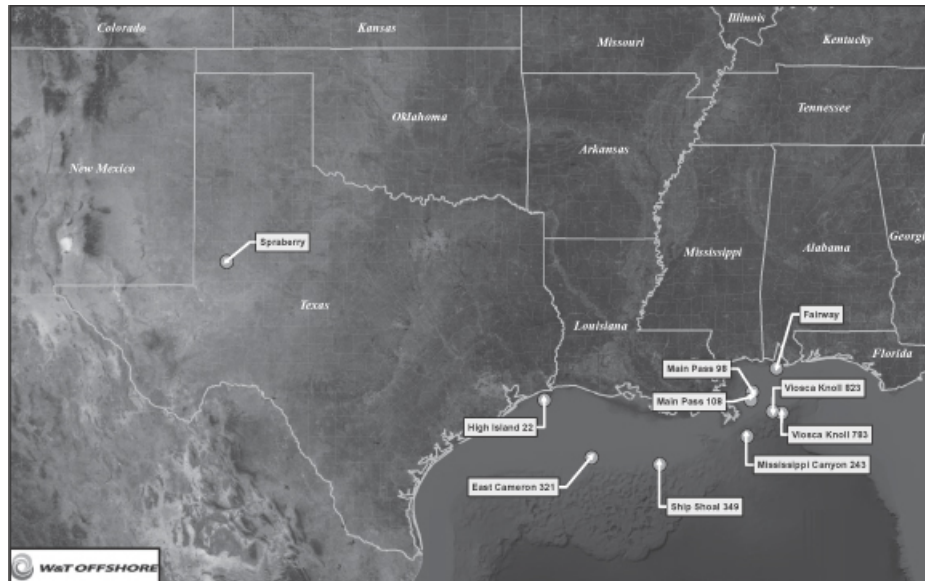 Colorado
Kansas
Missouri
Illinois
Kentucky
Tennessee
Oklahoma
Arkansas
New Mexico
Spraberry
Mississippi
Alabama
Georgia
Texas
Louisiana
Fairway
Florida
Main Pass 98
Viosca Knoll 823
Main Pass 108
High Island 22
Viosca Knoll 783
Mississippi Canyon 243
East Cameron 321
Ship Shoal 349
W&T OFFSHORE